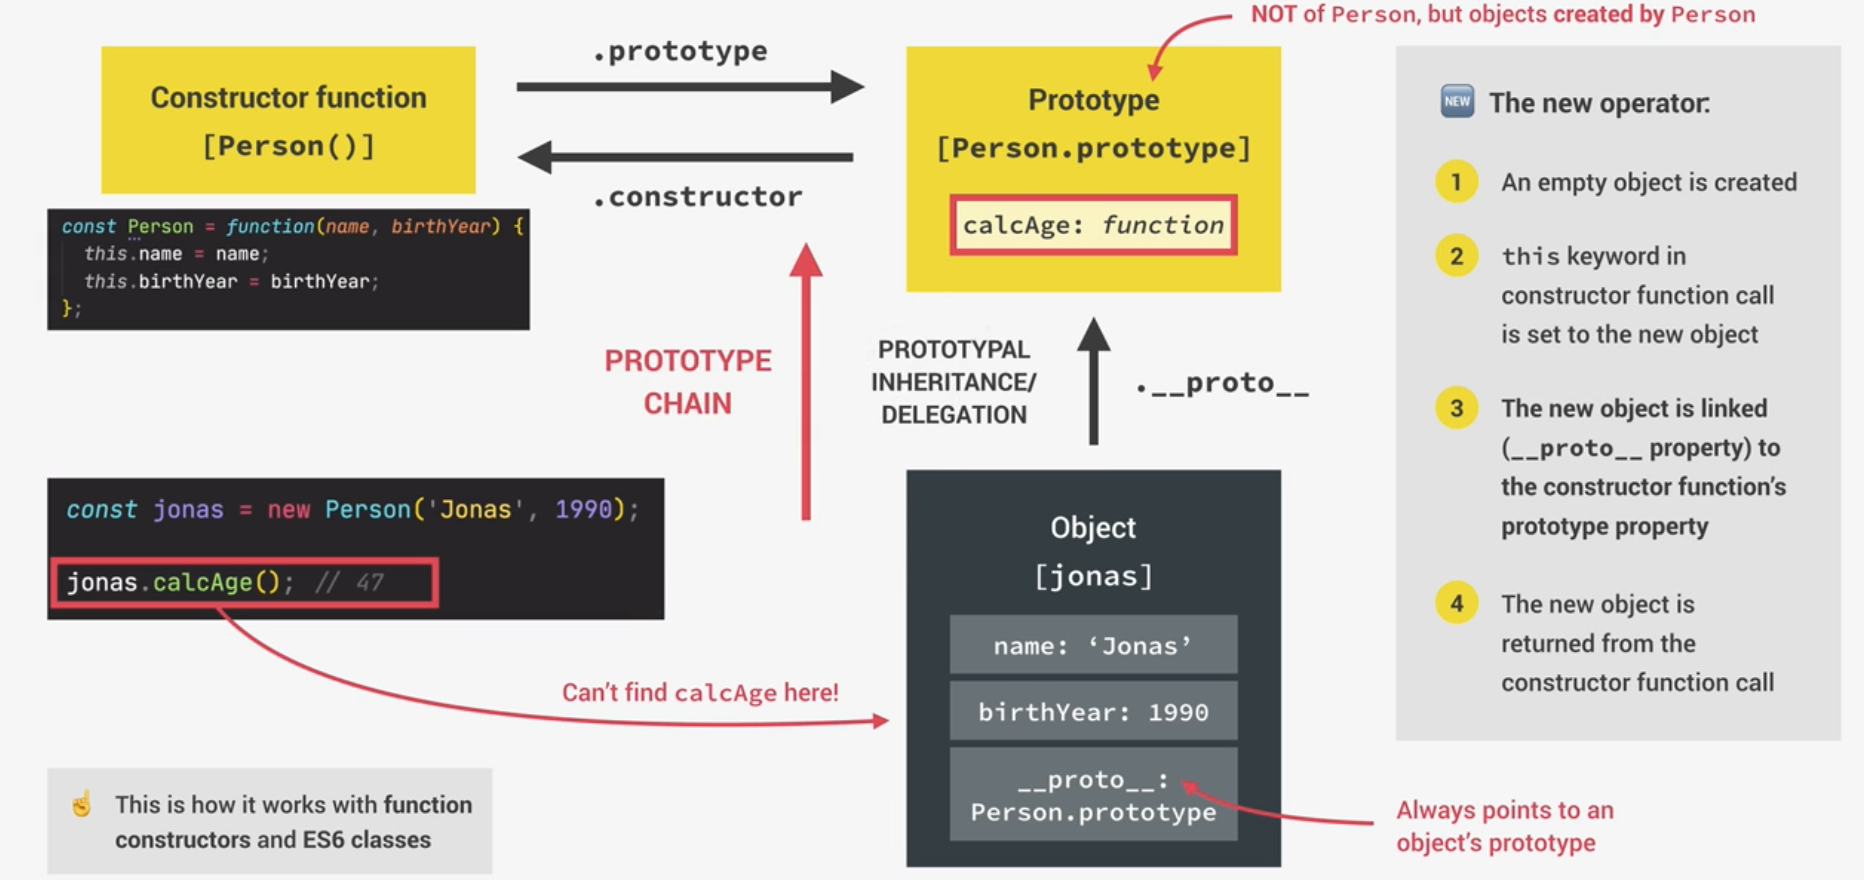 NOT of Person, but objects created by Person
Constructor function
[Person()]
.prototype
.constructor
Prototype
[Person.prototype]
calcAge: function
const Person = function(name, birthYear) {
this.name = name;
this.birthYear = birthYear;
};
PROTOTYPE
CHAIN
PROTOTYPAL
INHERITANCE/
DELEGATION
.__proto__
const jonas = new Person('Jonas', 1990);
jonas.calcAge(); // 47
Can’t find calcAge here!
Object
[jonas]
name: ‘Jonas’
birthYear: 1990
__proto__:
Person.prototype
Always points to an
object’s prototype
This is how it works with function
constructors and ES6 classes
NEW The new operator:
1 An empty object is created
2 this keyword in
constructor function call
is set to the new object
3 The new object is linked
(__proto__ property) to
the constructor function’s
prototype property
4 The new object is
returned from the
constructor function call